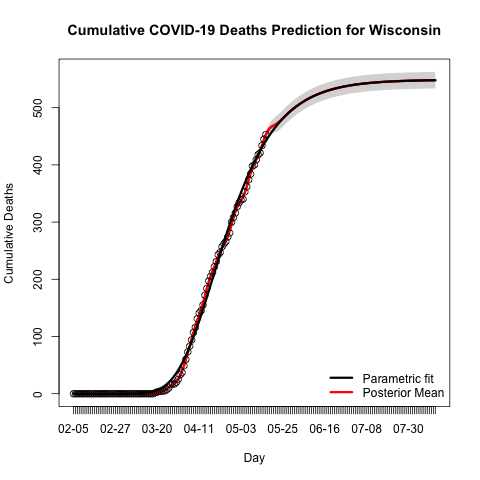 Cumulative COVID-19 Deaths Prediction for Wisconsin
Cumulative Deaths
500
400
300
200
100
0
Parametric fit
Posterior Mean
02-05 02-27 03-20 04-11 05-03 05-25 06-16 07-08 07-30
Day